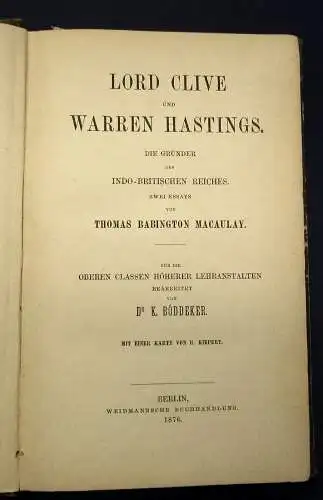 LORD CLIVE
UND
WARREN HASTINGS.
DIE GRÜNDER
DES
INDO-BRITISCHEN REICHES.
ZWEI ESSAYS
VON
THOMAS BABINGTON MACAULAY.
FÜR DIE
OBEREN CLASSEN HÖHERER LEHRANSTALTEN
BEARBEITET
VON
DR K. BÖDDEKER.
MIT EINER KARTE VON H. KIEPERT.
BERLIN,
WEIDMANNSCHE BUCHHANDLUNG.
1876.